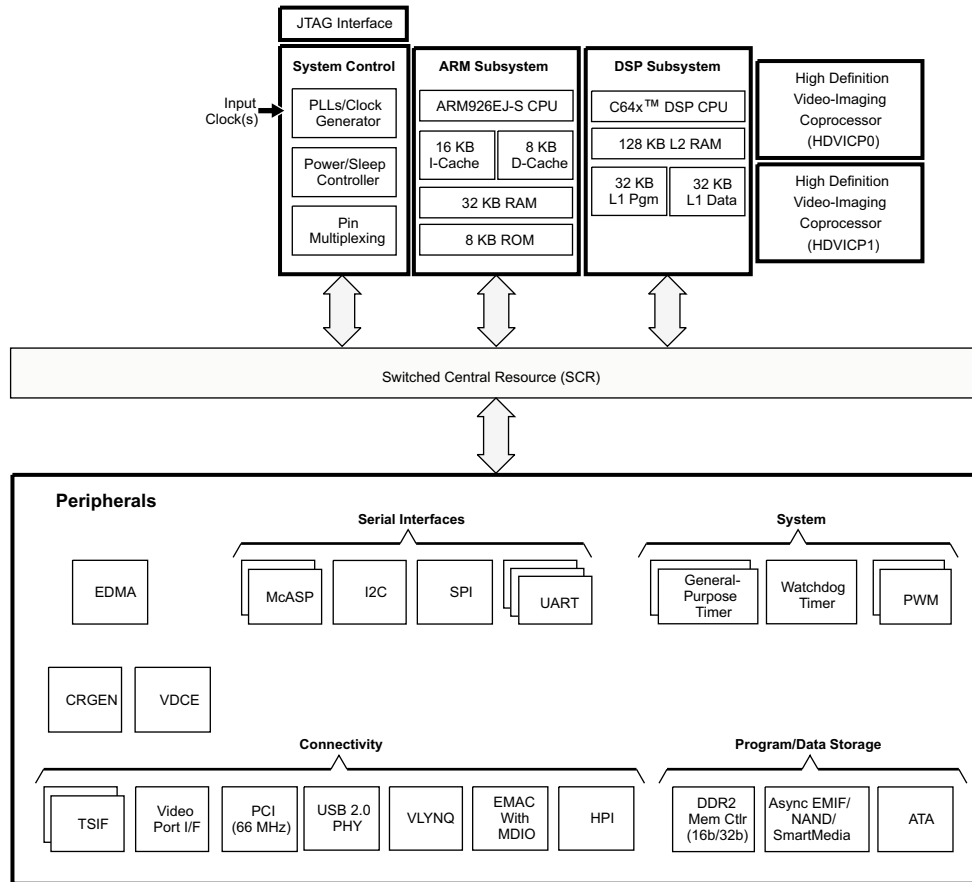 JTAG Interface
System Control
ARM Subsystem
DSP Subsystem
High Definition
Video-Imaging
Coprocessor
(HDVICP0)
Input
Clock(s)
PLLs/Clock
Generator
ARM926EJ-S CPU
C64x™ DSP CPU
16 KB
I-Cache
8 KB
D-Cache
128 KB L2 RAM
Power/Sleep
Controller
32 KB RAM
32 KB
L1 Pgm
32 KB
L1 Data
High Definition
Video-Imaging
Coprocessor
(HDVICP1)
Pin
Multiplexing
8 KB ROM
Switched Central Resource (SCR)
Peripherals
Serial Interfaces
System
EDMA
McASP
I2C
SPI
UART
General-
Purpose
Timer
Watchdog
Timer
PWM
CRGEN
VDCE
Connectivity
Program/Data Storage
TSIF
Video
Port I/F
PCI
(66 MHz)
USB 2.0
PHY
VLYNQ
EMAC
With
MDIO
HPI
DDR2
Mem Ctlr
(16b/32b)
Async EMIF/
NAND/
SmartMedia
ATA